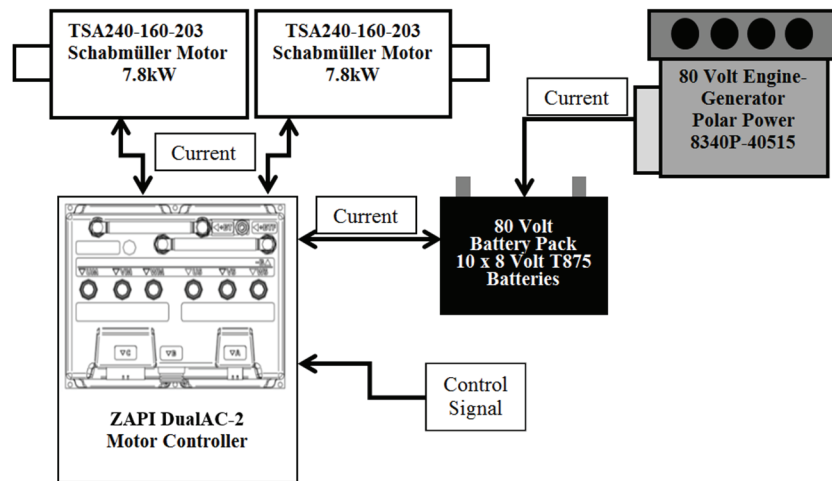 TSA240-160-203
Schabmüller Motor
7.8kW
TSA240-160-203
Schabmüller Motor
7.8kW
80 Volt Engine-
Generator
Polar Power
8340P-40515
Current
Current
Current
80 Volt
Battery Pack
10 x 8 Volt T875
Batteries
Control
Signal
ZAPI DualAC-2
Motor Controller